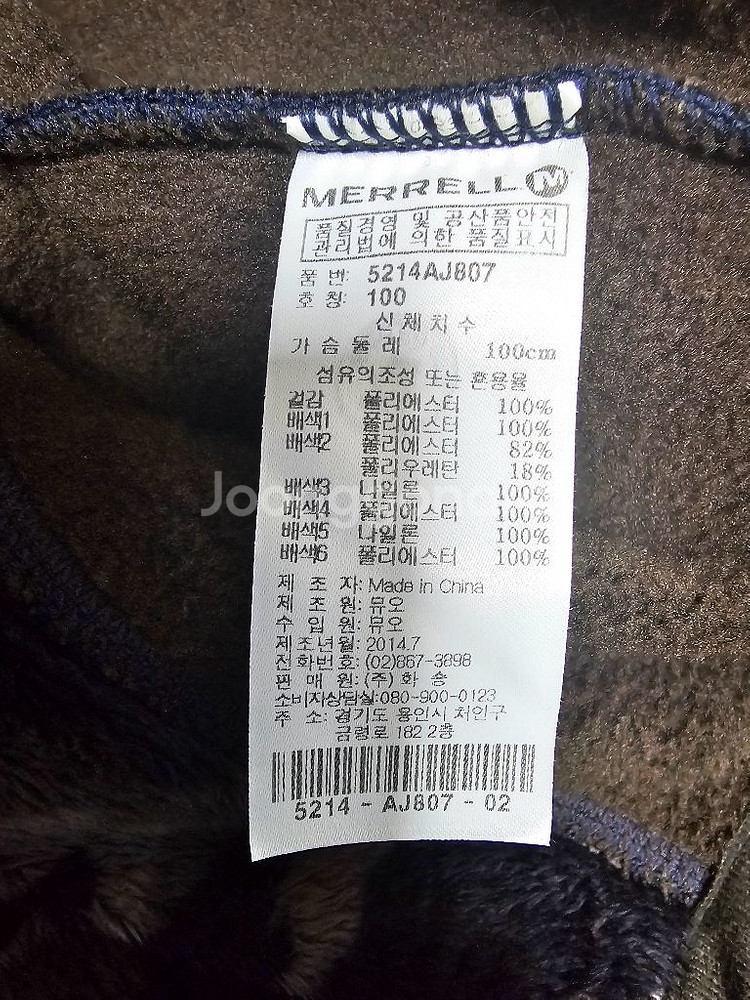 MERRELL
품질경영 및 공산품안전
관리법에 의한 품질표시
품 번: 5214AJ807
호 칭: 100
신 체 치 수
가 슴 둘 레 100cm
섬유의조성 또는 혼용율
겉감 폴리에스터 100%
배색1 폴리에스터 100%
배색2 폴리에스터 82%
폴리우레탄 18%
배색3 나일론 100%
배색4 폴리에스터 100%
배색5 나일론 100%
배색6 폴리에스터 100%
제 조 자: Made in China
제 조 원: 뮤오
수 입 원: 뮤오
제조년월: 2014.7
전화번호: (02)867-3898
판 매 원: (주) 화 승
소비자상담실:080-900-0123
주 소: 경기도 용인시 처인구
금령로 182 2층
5214 - AJ807 - 02